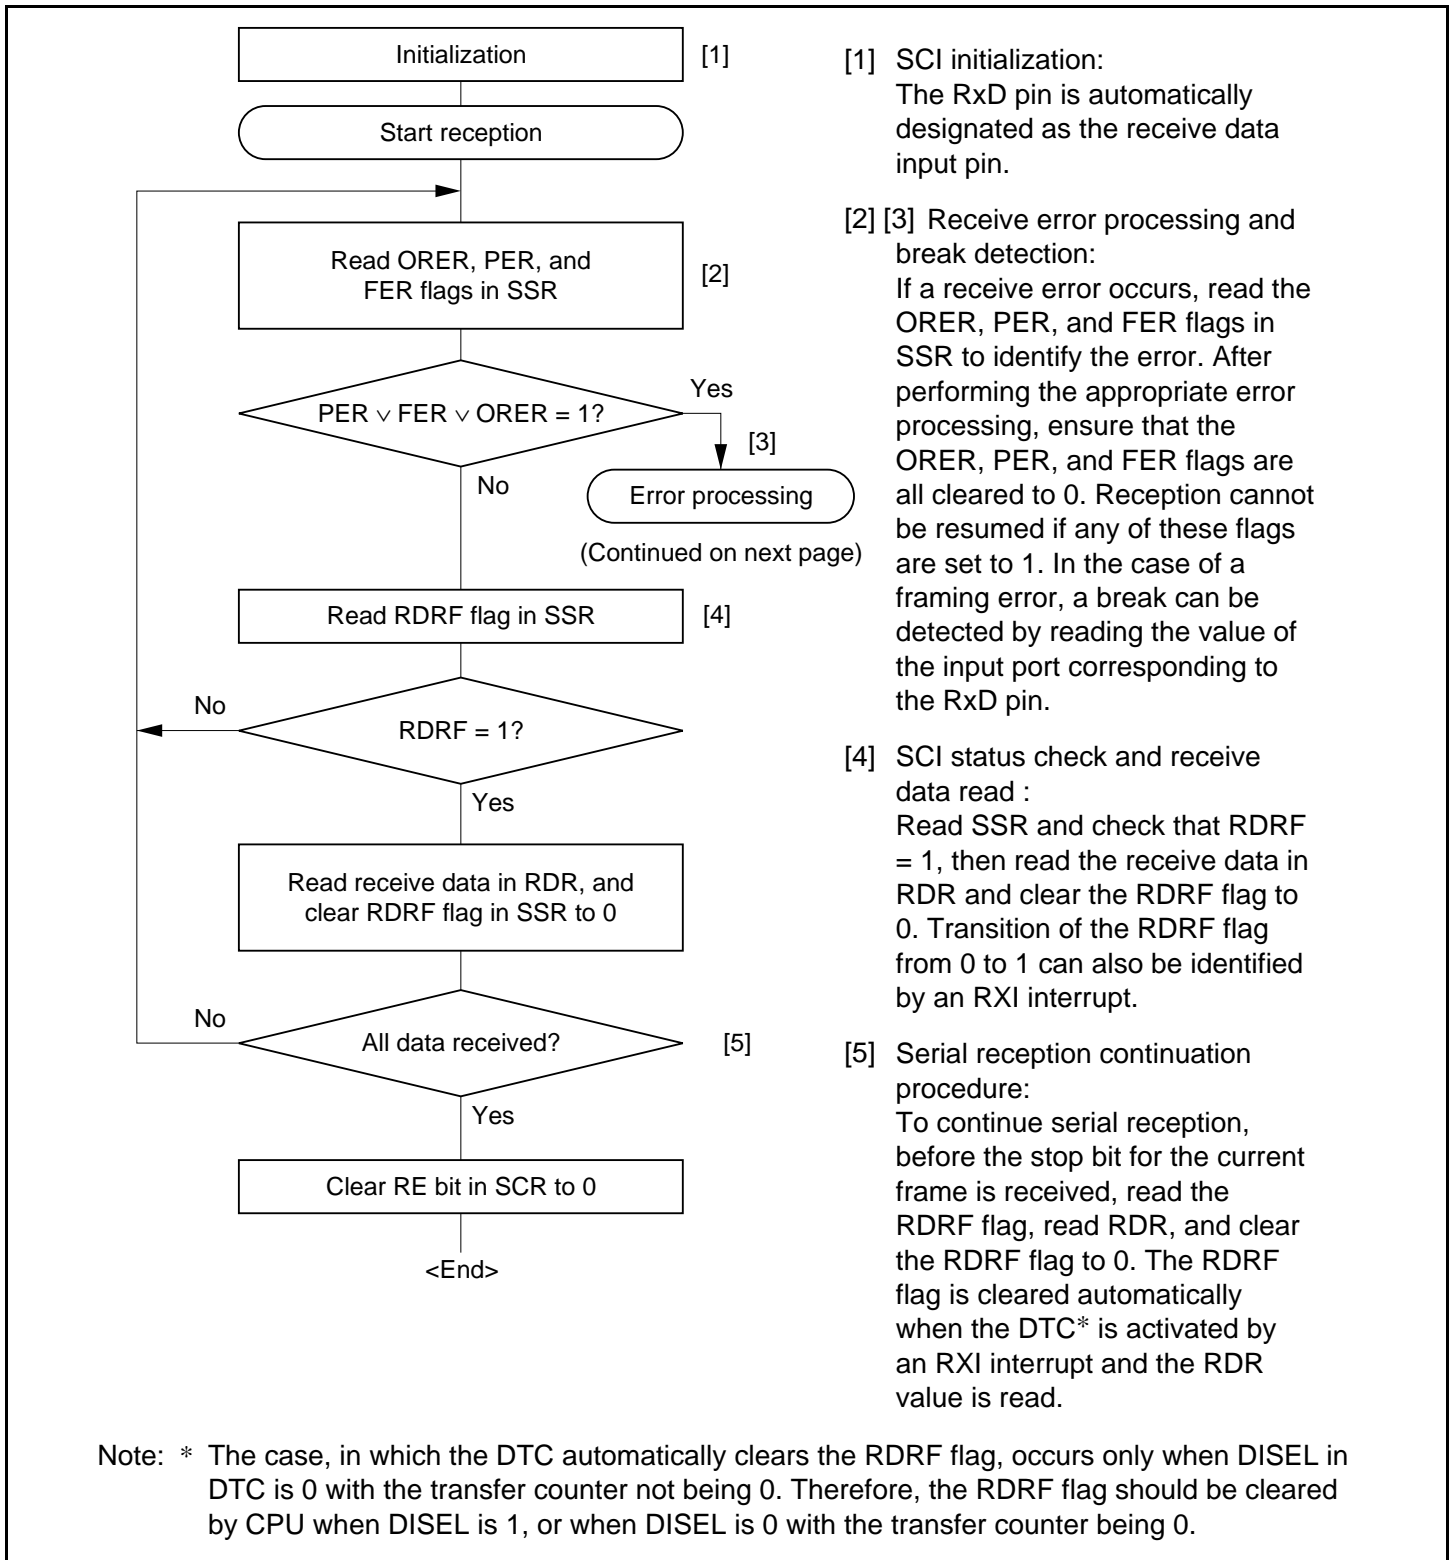 Initialization
[1]
Start reception
Read ORER, PER, and
FER flags in SSR
[2]
PER ∨ FER ∨ ORER = 1?
Yes
[3]
No
Error processing
(Continued on next page)
Read RDRF flag in SSR
[4]
No
RDRF = 1?
Yes
Read receive data in RDR, and
clear RDRF flag in SSR to 0
No
All data received?
[5]
Yes
Clear RE bit in SCR to 0
<End>
[1] SCI initialization:
The RxD pin is automatically
designated as the receive data
input pin.
[2] [3] Receive error processing and
break detection:
If a receive error occurs, read the
ORER, PER, and FER flags in
SSR to identify the error. After
performing the appropriate error
processing, ensure that the
ORER, PER, and FER flags are
all cleared to 0. Reception cannot
be resumed if any of these flags
are set to 1. In the case of a
framing error, a break can be
detected by reading the value of
the input port corresponding to
the RxD pin.
[4] SCI status check and receive
data read :
Read SSR and check that RDRF
= 1, then read the receive data in
RDR and clear the RDRF flag to
0. Transition of the RDRF flag
from 0 to 1 can also be identified
by an RXI interrupt.
[5] Serial reception continuation
procedure:
To continue serial reception,
before the stop bit for the current
frame is received, read the
RDRF flag, read RDR, and clear
the RDRF flag to 0. The RDRF
flag is cleared automatically
when the DTC* is activated by
an RXI interrupt and the RDR
value is read.
Note: * The case, in which the DTC automatically clears the RDRF flag, occurs only when DISEL in
DTC is 0 with the transfer counter not being 0. Therefore, the RDRF flag should be cleared
by CPU when DISEL is 1, or when DISEL is 0 with the transfer counter being 0.